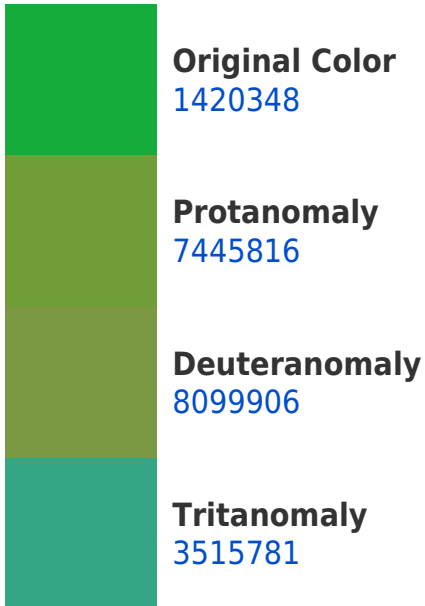 Original Color
1420348
Protanomaly
7445816
Deuteranomaly
8099906
Tritanomaly
3515781